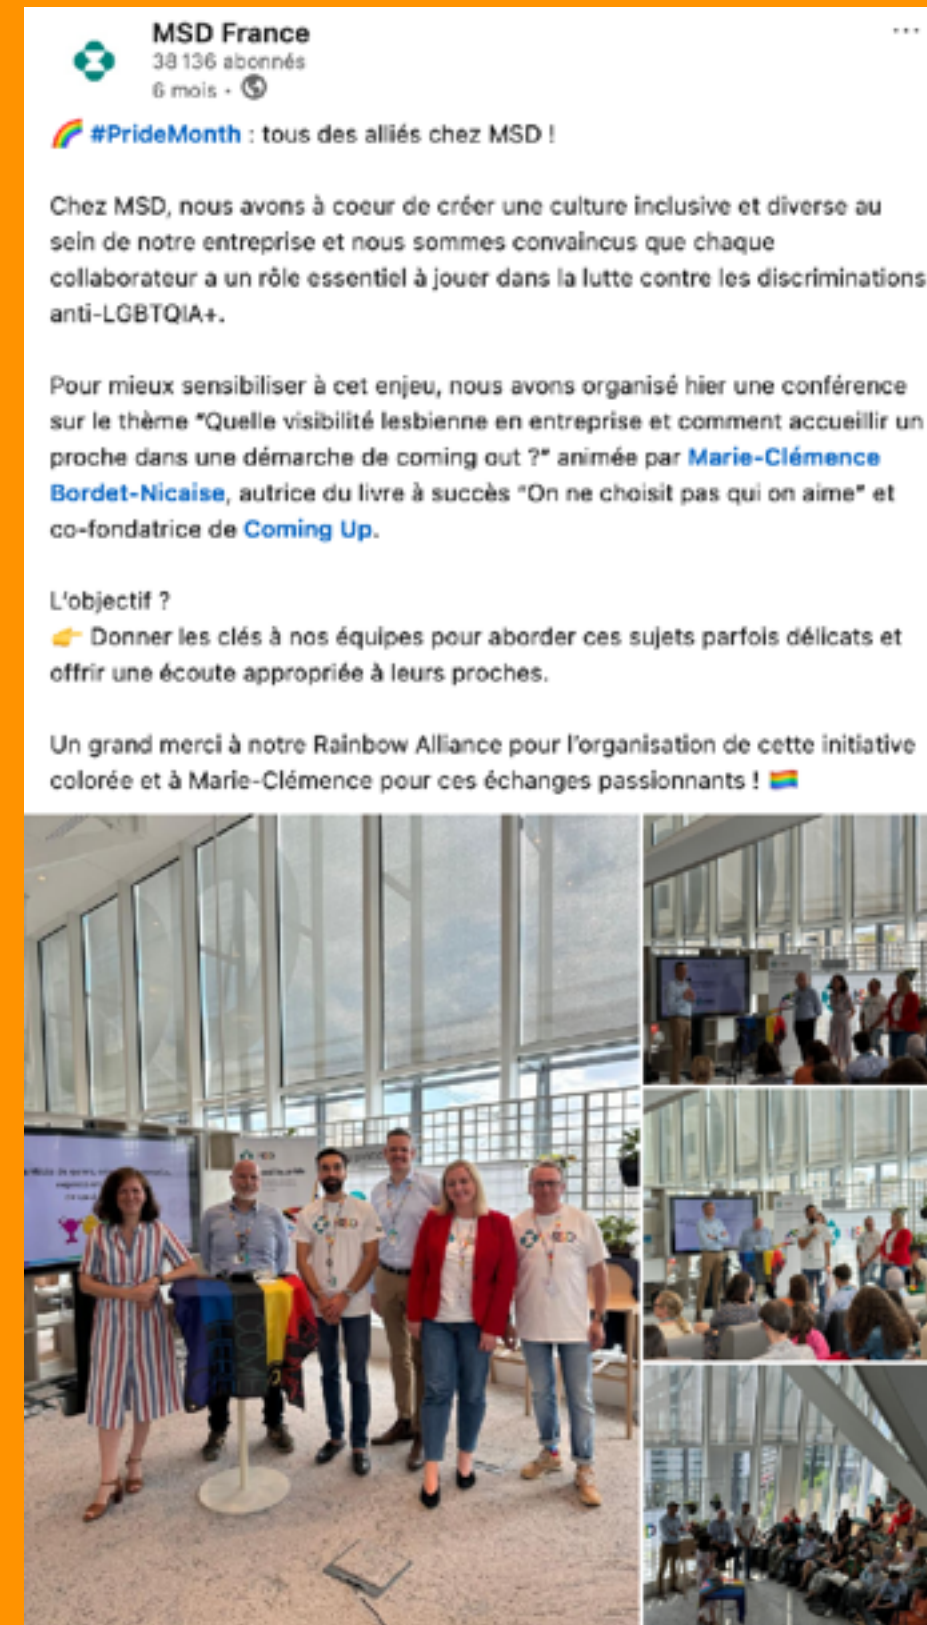 MSD France
38 136 abonnés
6 mois •
#PrideMonth : tous des alliés chez MSD !
Chez MSD, nous avons à coeur de créer une culture inclusive et diverse au
sein de notre entreprise et nous sommes convaincus que chaque
collaborateur a un rôle essentiel à jouer dans la lutte contre les discriminations
anti-LGBTQIA+.
Pour mieux sensibiliser à cet enjeu, nous avons organisé hier une conférence
sur le thème "Quelle visibilité lesbienne en entreprise et comment accueillir un
proche dans une démarche de coming out ?" animée par Marie-Clémence
Bordet-Nicaise, autrice du livre à succès "On ne choisit pas qui on aime" et
co-fondatrice de Coming Up.
L'objectif ?
👉 Donner les clés à nos équipes pour aborder ces sujets parfois délicats et
offrir une écoute appropriée à leurs proches.
Un grand merci à notre Rainbow Alliance pour l'organisation de cette initiative
colorée et à Marie-Clémence pour ces échanges passionnants !